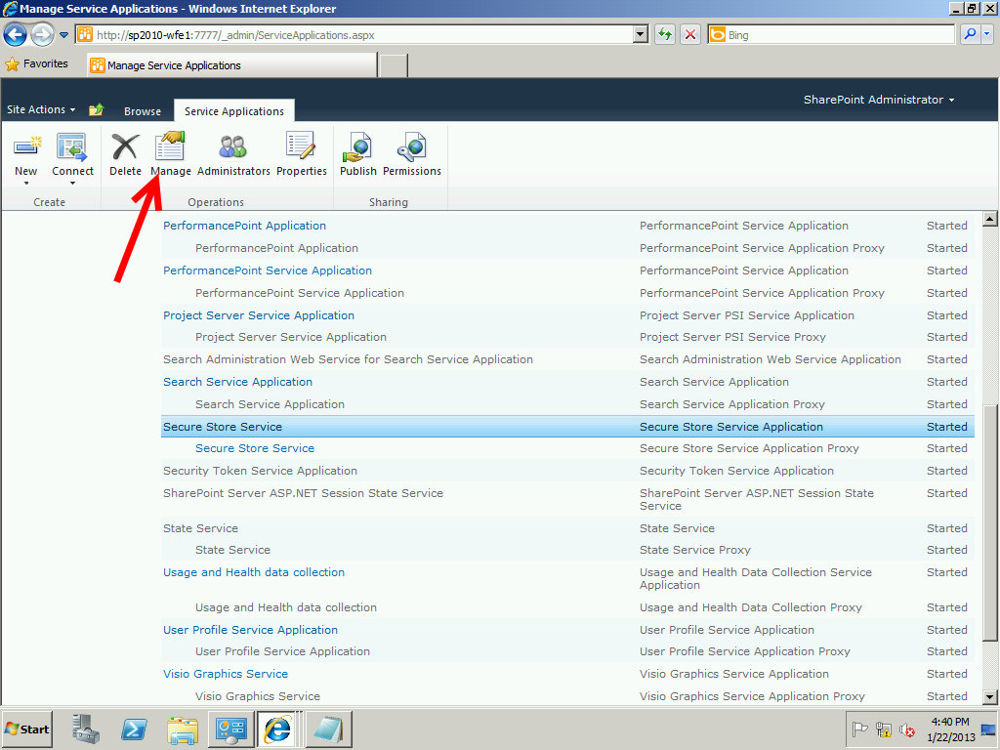 Manage Service Applications - Windows Internet Explorer
http://sp2010-wfe1:7777/_admin/ServiceApplications.aspx
Bing
Favorites
Manage Service Applications
Site Actions
Browse
Service Applications
SharePoint Administrator
New
Connect
Delete
Manage
Administrators
Properties
Publish
Permissions
Create
Operations
Sharing
PerformancePoint Application PerformancePoint Service Application Started
PerformancePoint Application PerformancePoint Service Application Proxy Started
PerformancePoint Service Application PerformancePoint Service Application Started
PerformancePoint Service Application PerformancePoint Service Application Proxy Started
Project Server Service Application Project Server PSI Service Application Started
Project Server Service Application Project Server PSI Service Proxy Started
Search Administration Web Service for Search Service Application Search Administration Web Service Application Started
Search Service Application Search Service Application Started
Search Service Application Search Service Application Proxy Started
Secure Store Service Secure Store Service Application Started
Secure Store Service Secure Store Service Application Proxy Started
Security Token Service Application Security Token Service Application Started
SharePoint Server ASP.NET Session State Service SharePoint Server ASP.NET Session State Started
Service
State Service State Service Started
State Service State Service Proxy Started
Usage and Health data collection Usage and Health Data Collection Service Started
Application
Usage and Health data collection Usage and Health Data Collection Proxy Started
User Profile Service Application User Profile Service Application Started
User Profile Service Application User Profile Service Application Proxy Started
Visio Graphics Service Visio Graphics Service Application Started
Visio Graphics Service Visio Graphics Service Application Proxy Started
Start
4:40 PM
1/22/2013